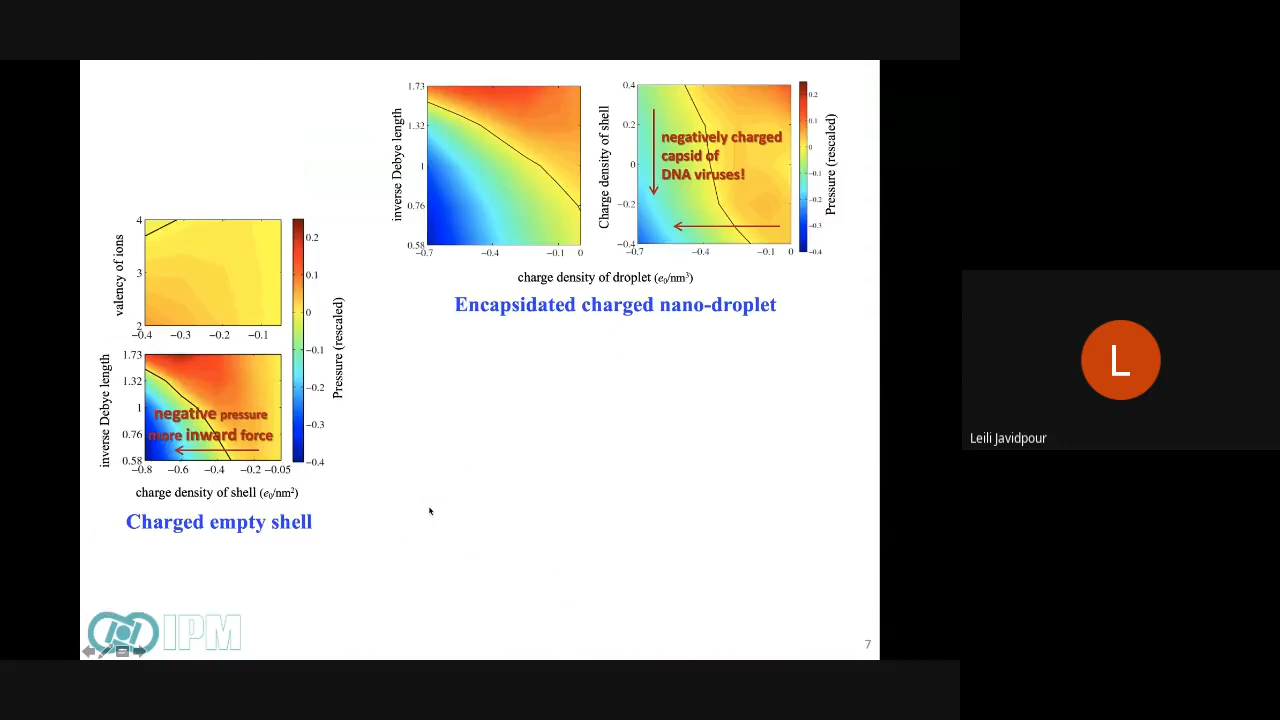 1.73
1.32
1
0.76
0.58
inverse Debye length
−0.7
−0.4
−0.1
0
0.4
0.2
0
−0.2
−0.4
Charge density of shell
negatively charged
capsid of
DNA viruses!
−0.7
−0.4
−0.1
0
0.2
0.1
0
−0.1
−0.2
−0.3
−0.4
Pressure (rescaled)
charge density of droplet (e₀/nm³)
Encapsidated charged nano-droplet
4
3
2
valency of ions
−0.4
−0.3
−0.2
−0.1
0.2
0.1
0
−0.1
−0.2
−0.3
−0.4
Pressure (rescaled)
1.73
1.32
1
0.76
0.58
inverse Debye length
negative pressure
more inward force
−0.8
−0.6
−0.4
−0.2
−0.05
charge density of shell (e₀/nm²)
Charged empty shell
IPM
7
L
Leili Javidpour